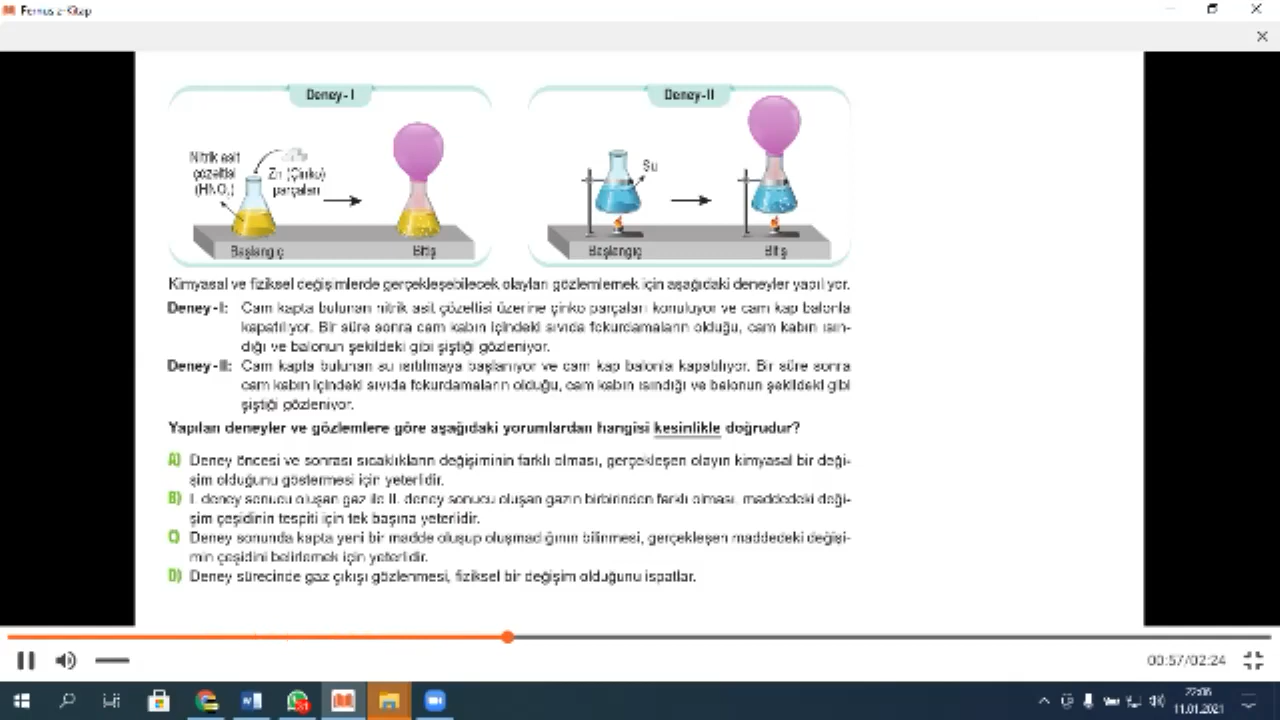 Fernus z-Kitap
Deney-I
Deney-II
Nitrik asit
çözeltisi
(HNO₃)
Zn (Çinko)
parçaları
Su
Başlangıç
Bitiş
Başlangıç
Bitiş
Kimyasal ve fiziksel değişimlerde gerçekleşebilecek olayları gözlemlemek için aşağıdaki deneyler yapılıyor.
Deney-I: Cam kapta bulunan nitrik asit çözeltisi üzerine çinko parçaları konuluyor ve cam kap balonla
kapatılıyor. Bir süre sonra cam kabın içindeki sıvıda fokurdamaların olduğu, cam kabın ısın-
dığı ve balonun şekildeki gibi şiştiği gözleniyor.
Deney-II: Cam kapta bulunan su ısıtılmaya başlanıyor ve cam kap balonla kapatılıyor. Bir süre sonra
cam kabın içindeki sıvıda fokurdamaların olduğu, cam kabın ısındığı ve balonun şekildeki gibi
şiştiği gözleniyor.
Yapılan deneyler ve gözlemlere göre aşağıdaki yorumlardan hangisi kesinlikle doğrudur?
A) Deney öncesi ve sonrası sıcaklıkların değişiminin farklı olması, gerçekleşen olayın kimyasal bir deği-
şim olduğunu göstermesi için yeterlidir.
B) I. deney sonucu oluşan gaz ile II. deney sonucu oluşan gazın birbirinden farklı olması, maddedeki deği-
şim çeşidinin tespiti için tek başına yeterlidir.
C) Deney sonunda kapta yeni bir madde oluşup oluşmadığının bilinmesi, gerçekleşen maddedeki değişi-
min çeşidini belirlemek için yeterlidir.
D) Deney sürecinde gaz çıkışı gözlenmesi, fiziksel bir değişim olduğunu ispatlar.
00:57/02:24
22:06
11.01.2021